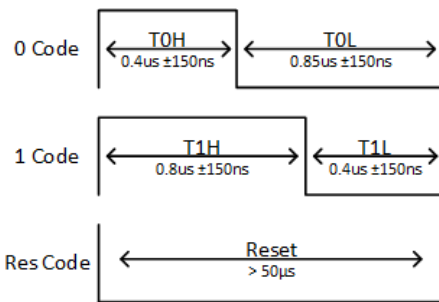 0 Code
T0H
0.4us ±150ns
T0L
0.85us ±150ns
1 Code
T1H
0.8us ±150ns
T1L
0.4us ±150ns
Res Code
Reset
> 50µs